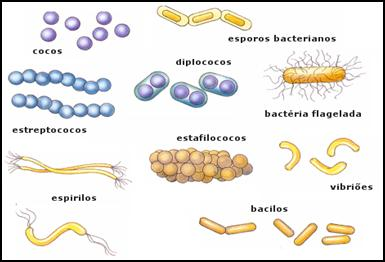 cocos
esporos bacterianos
diplococos
estreptococos
bactéria flagelada
estafilococos
espirilos
vibriões
bacilos